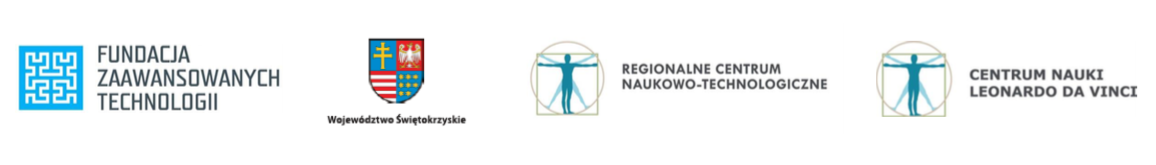 FUNDACJA
ZAAWANSOWANYCH
TECHNOLOGII
Województwo Świętokrzyskie
REGIONALNE CENTRUM
NAUKOWO-TECHNOLOGICZNE
CENTRUM NAUKI
LEONARDO DA VINCI